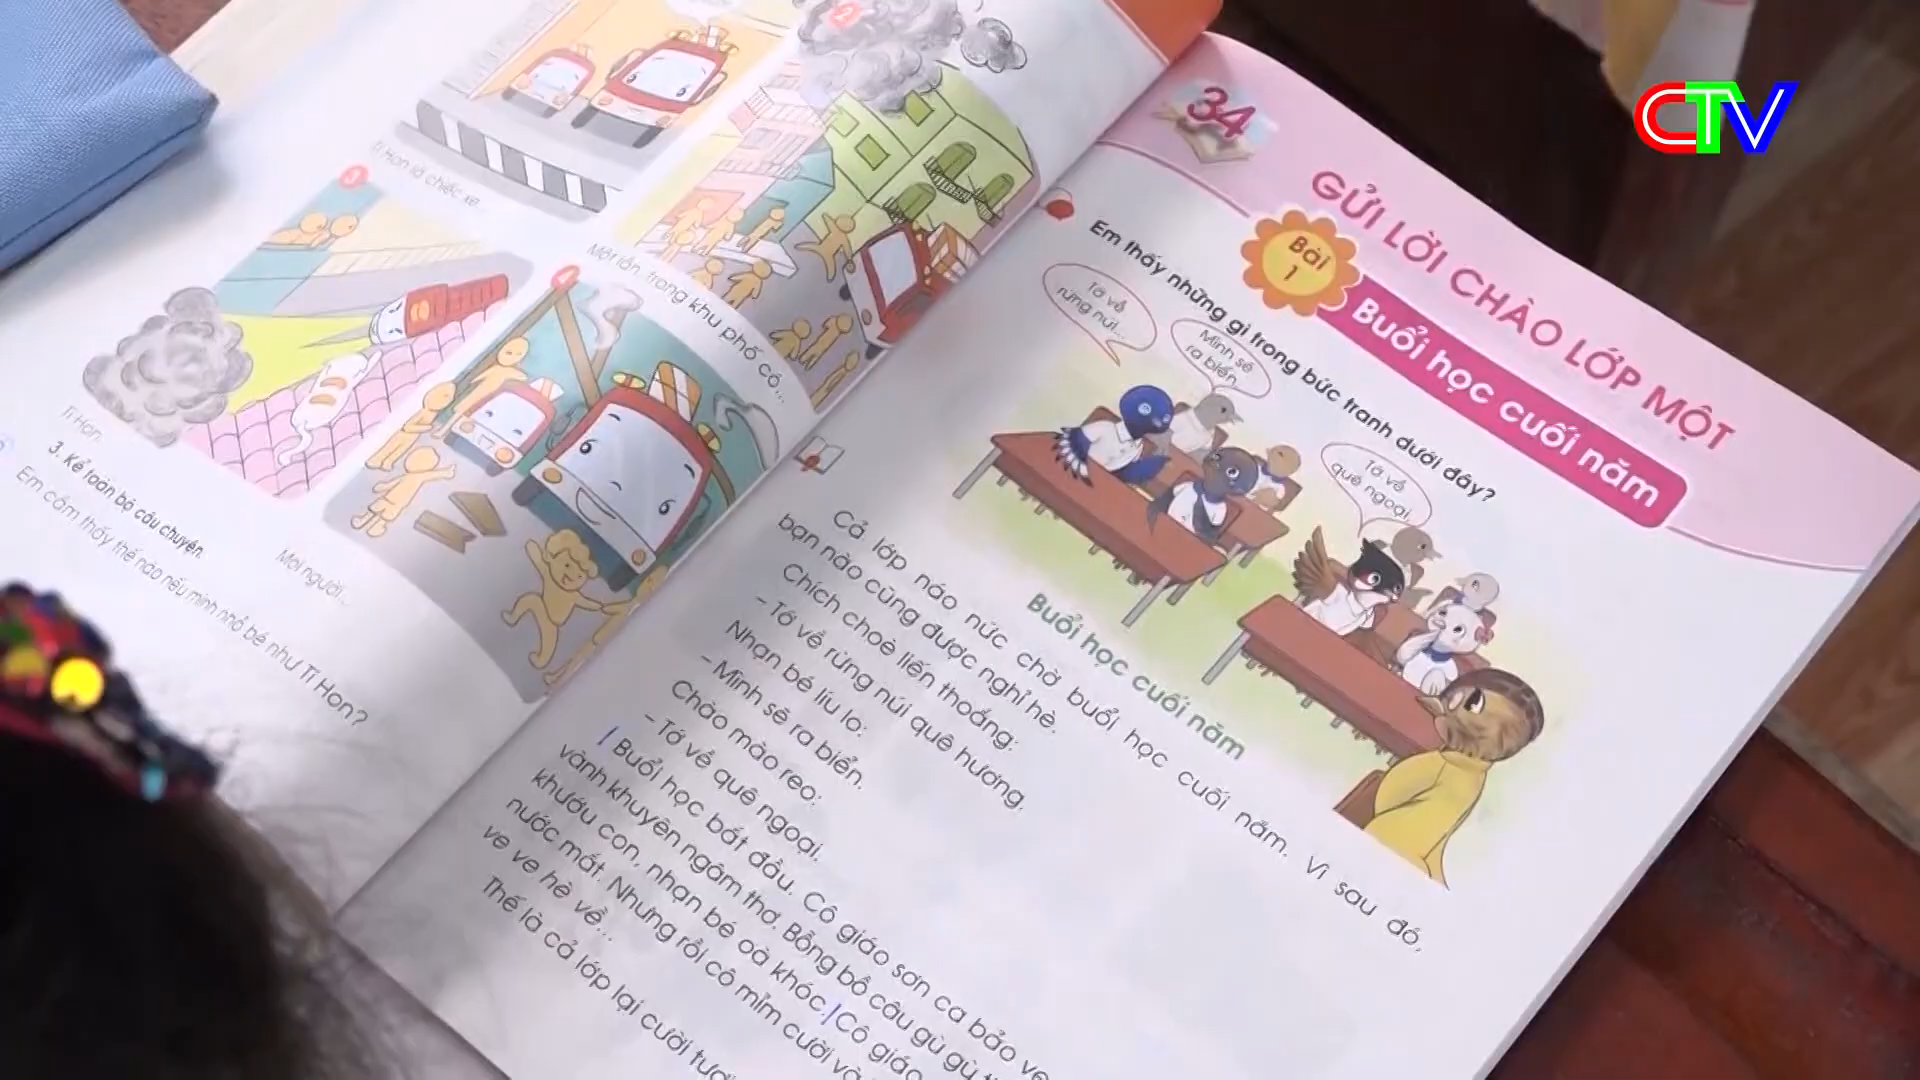 CTV
2
Tí Hon là chiếc xe...
Một lần, trong khu phố có...
3
4
Tí Hon,
Mọi người...
3. Kể toàn bộ câu chuyện.
Em cảm thấy thế nào nếu mình nhỏ bé như Tí Hon?
34
GỬI LỜI CHÀO LỚP MỘT
Bài
1
Buổi học cuối năm
Em thấy những gì trong bức tranh dưới đây?
Tớ về
rừng núi...
Mình sẽ
ra biển...
Tớ về
quê ngoại
Buổi học cuối năm
Cả lớp náo nức chờ buổi học cuối năm. Vì sau đó,
bạn nào cũng được nghỉ hè.
Chích choè liến thoắng:
– Tớ về rừng núi quê hương.
Nhạn bé líu lo:
– Mình sẽ ra biển.
Chào mào reo:
– Tớ về quê ngoại.
Buổi học bắt đầu. Cô giáo sơn ca bảo ve
vành khuyên ngâm thơ. Bỗng bồ câu gù gù
khướu con, nhạn bé oà khóc. Cô giáo
nước mắt. Nhưng rồi cô mỉm cười và
ve ve hè về...
Thế là cả lớp lại cười